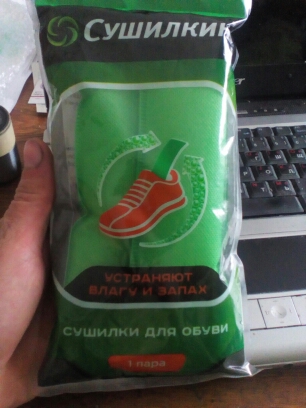 Сушилкин
УСТРАНЯЮТ
ВЛАГУ И ЗАПАХ
СУШИЛКИ ДЛЯ ОБУВИ
1 пара